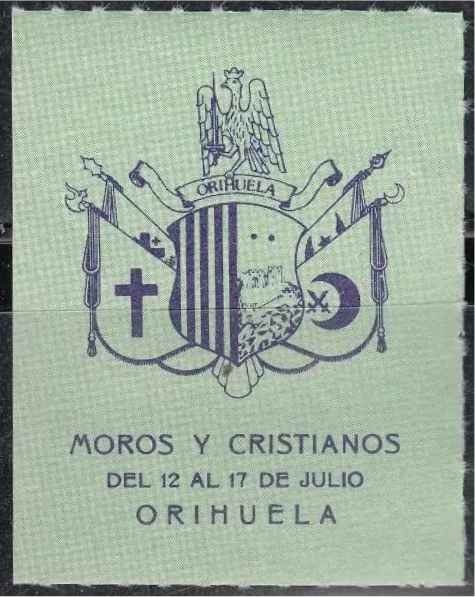 ORIHUELA
MOROS Y CRISTIANOS
DEL 12 AL 17 DE JULIO
ORIHUELA